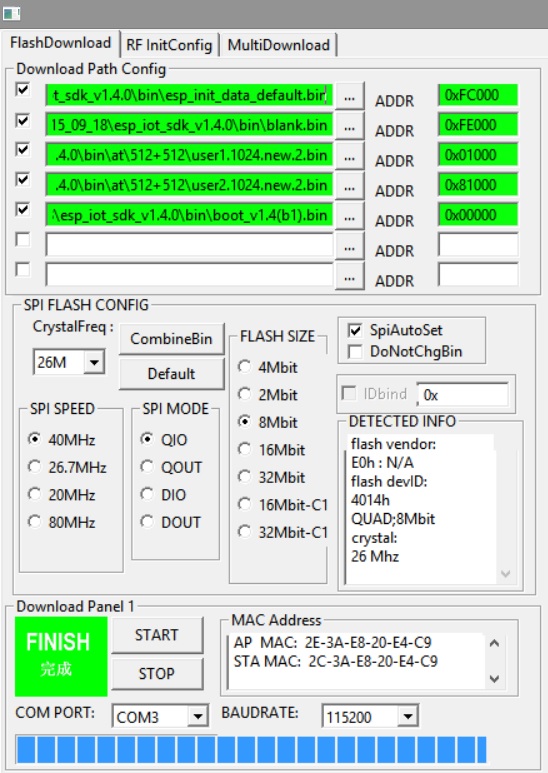 FlashDownload RF InitConfig MultiDownload
Download Path Config
t_sdk_v1.4.0\bin\esp_init_data_default.bin ... ADDR 0xFC000
15_09_18\esp_iot_sdk_v1.4.0\bin\blank.bin ... ADDR 0xFE000
.4.0\bin\at\512+512\user1.1024.new.2.bin ... ADDR 0x01000
.4.0\bin\at\512+512\user2.1024.new.2.bin ... ADDR 0x81000
:\esp_iot_sdk_v1.4.0\bin\boot_v1.4(b1).bin ... ADDR 0x00000
... ADDR
... ADDR
SPI FLASH CONFIG
CrystalFreq :
26M
CombineBin
Default
SPI SPEED
40MHz
26.7MHz
20MHz
80MHz
SPI MODE
QIO
QOUT
DIO
DOUT
FLASH SIZE
4Mbit
2Mbit
8Mbit
16Mbit
32Mbit
16Mbit-C1
32Mbit-C1
SpiAutoSet
DoNotChgBin
IDbind 0x
DETECTED INFO
flash vendor:
E0h : N/A
flash devID:
4014h
QUAD;8Mbit
crystal:
26 Mhz
Download Panel 1
FINISH
完成
START
STOP
MAC Address
AP MAC: 2E-3A-E8-20-E4-C9
STA MAC: 2C-3A-E8-20-E4-C9
COM PORT: COM3 BAUDRATE: 115200